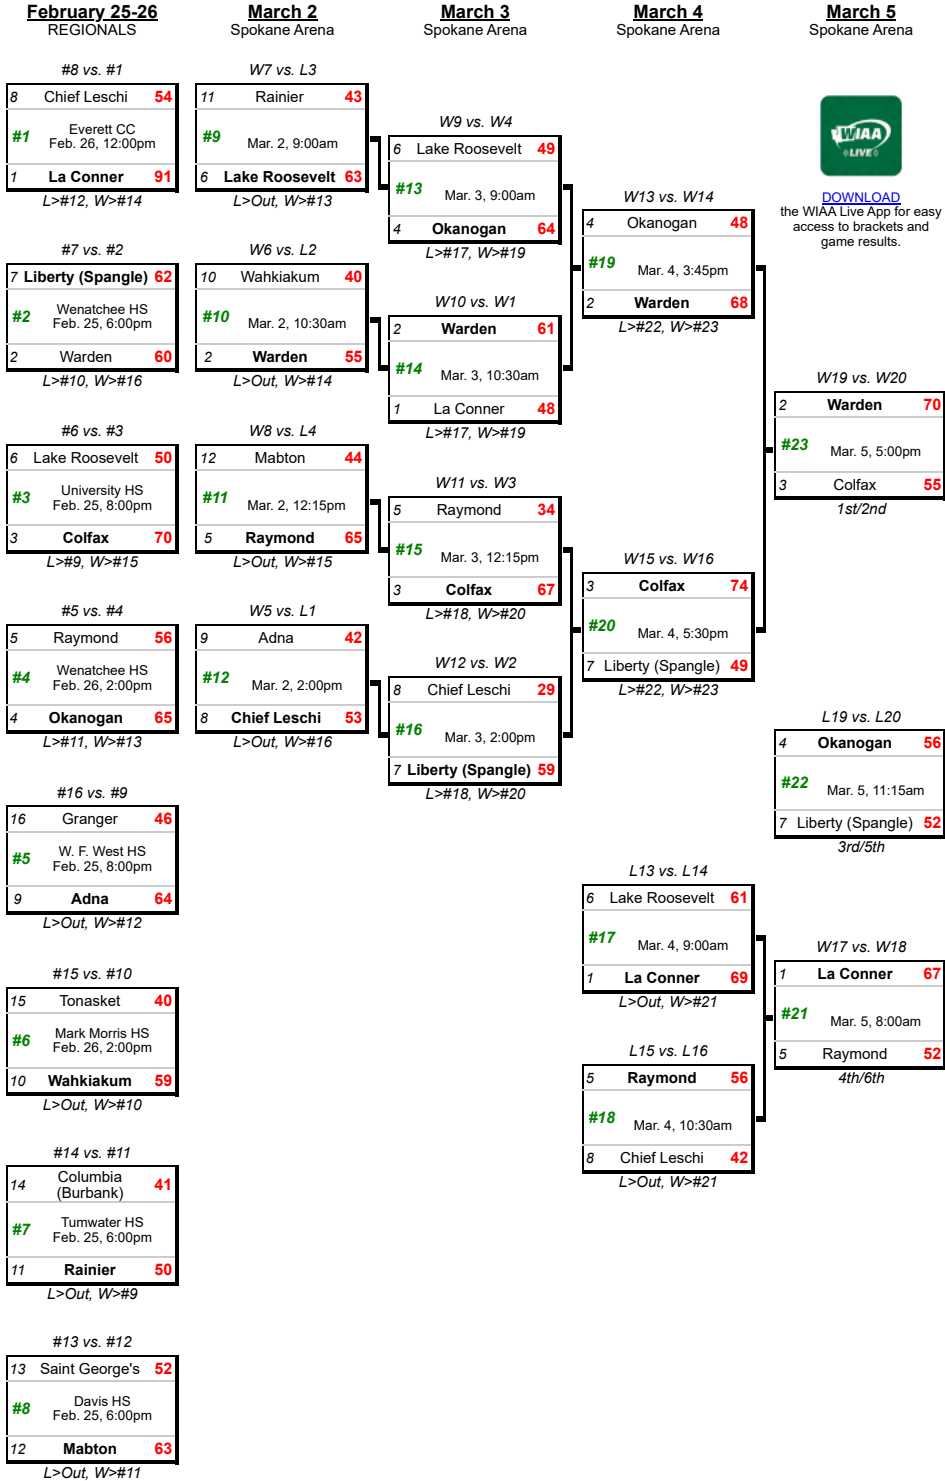 February 25-26
REGIONALS
#8 vs. #1
8 Chief Leschi 54
#1 Everett CC
Feb. 26, 12:00pm
1 La Conner 91
L>#12, W>#14
#7 vs. #2
7 Liberty (Spangle) 62
#2 Wenatchee HS
Feb. 25, 6:00pm
2 Warden 60
L>#10, W>#16
#6 vs. #3
6 Lake Roosevelt 50
#3 University HS
Feb. 25, 8:00pm
3 Colfax 70
L>#9, W>#15
#5 vs. #4
5 Raymond 56
#4 Wenatchee HS
Feb. 26, 2:00pm
4 Okanogan 65
L>#11, W>#13
#16 vs. #9
16 Granger 46
#5 W. F. West HS
Feb. 25, 8:00pm
9 Adna 64
L>Out, W>#12
#15 vs. #10
15 Tonasket 40
#6 Mark Morris HS
Feb. 26, 2:00pm
10 Wahkiakum 59
L>Out, W>#10
#14 vs. #11
14 Columbia
(Burbank) 41
#7 Tumwater HS
Feb. 25, 6:00pm
11 Rainier 50
L>Out, W>#9
#13 vs. #12
13 Saint George's 52
#8 Davis HS
Feb. 25, 6:00pm
12 Mabton 63
L>Out, W>#11
March 2
Spokane Arena
W7 vs. L3
11 Rainier 43
#9 Mar. 2, 9:00am
6 Lake Roosevelt 63
L>Out, W>#13
W6 vs. L2
10 Wahkiakum 40
#10 Mar. 2, 10:30am
2 Warden 55
L>Out, W>#14
W8 vs. L4
12 Mabton 44
#11 Mar. 2, 12:15pm
5 Raymond 65
L>Out, W>#15
W5 vs. L1
9 Adna 42
#12 Mar. 2, 2:00pm
8 Chief Leschi 53
L>Out, W>#16
March 3
Spokane Arena
W9 vs. W4
6 Lake Roosevelt 49
#13 Mar. 3, 9:00am
4 Okanogan 64
L>#17, W>#19
W10 vs. W1
2 Warden 61
#14 Mar. 3, 10:30am
1 La Conner 48
L>#17, W>#19
W11 vs. W3
5 Raymond 34
#15 Mar. 3, 12:15pm
3 Colfax 67
L>#18, W>#20
W12 vs. W2
8 Chief Leschi 29
#16 Mar. 3, 2:00pm
7 Liberty (Spangle) 59
L>#18, W>#20
March 4
Spokane Arena
W13 vs. W14
4 Okanogan 48
#19 Mar. 4, 3:45pm
2 Warden 68
L>#22, W>#23
W15 vs. W16
3 Colfax 74
#20 Mar. 4, 5:30pm
7 Liberty (Spangle) 49
L>#22, W>#23
L13 vs. L14
6 Lake Roosevelt 61
#17 Mar. 4, 9:00am
1 La Conner 69
L>Out, W>#21
L15 vs. L16
5 Raymond 56
#18 Mar. 4, 10:30am
8 Chief Leschi 42
L>Out, W>#21
March 5
Spokane Arena
WIAA
LIVE
DOWNLOAD
the WIAA Live App for easy
access to brackets and
game results.
W19 vs. W20
2 Warden 70
#23 Mar. 5, 5:00pm
3 Colfax 55
1st/2nd
L19 vs. L20
4 Okanogan 56
#22 Mar. 5, 11:15am
7 Liberty (Spangle) 52
3rd/5th
W17 vs. W18
1 La Conner 67
#21 Mar. 5, 8:00am
5 Raymond 52
4th/6th